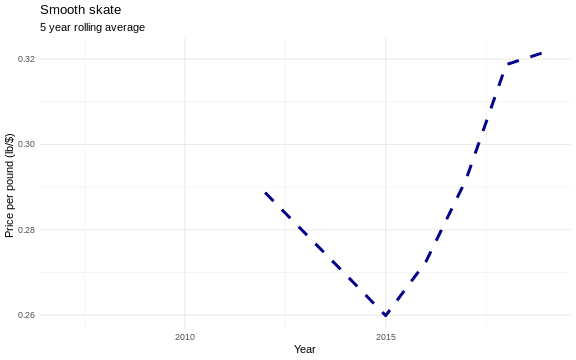 Smooth skate
5 year rolling average
Price per pound (lb/$)
0.32
0.30
0.28
0.26
2010
2015
Year